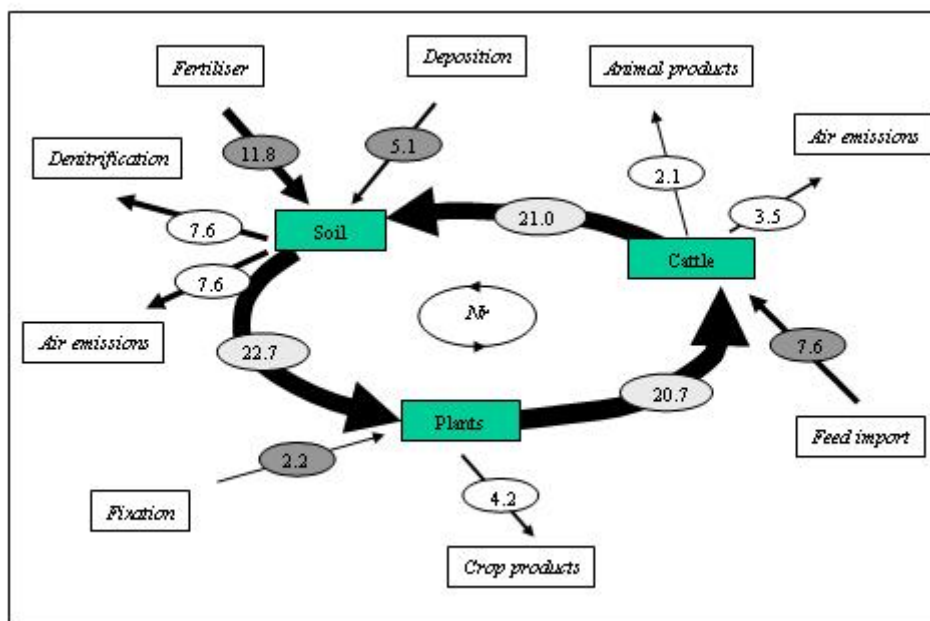 Fertiliser
Deposition
Animal products
Air emissions
Denitrification
11.8
5.1
2.1
3.5
7.6
Soil
21.0
Cattle
7.6
Nr
Air emissions
22.7
7.6
20.7
Plants
Feed import
2.2
4.2
Fixation
Crop products